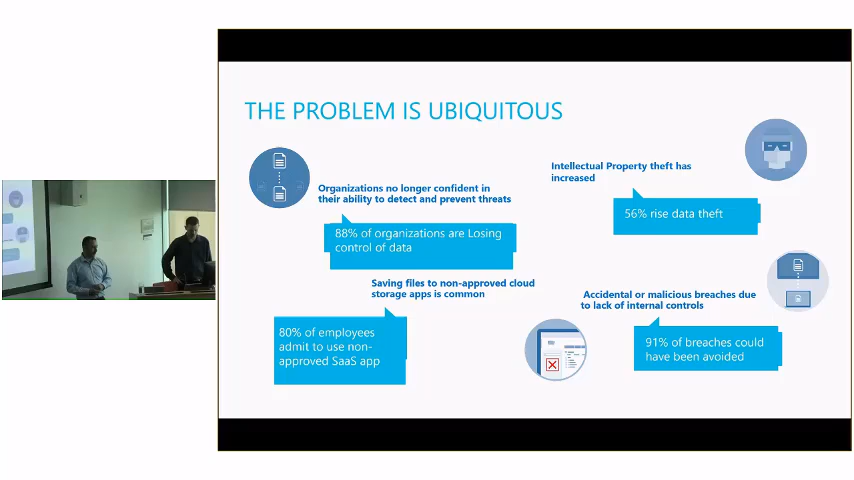 THE PROBLEM IS UBIQUITOUS
Organizations no longer confident in
their ability to detect and prevent threats
88% of organizations are Losing
control of data
Saving files to non-approved cloud
storage apps is common
80% of employees
admit to use non-
approved SaaS app
Intellectual Property theft has
increased
56% rise data theft
Accidental or malicious breaches due
to lack of internal controls
91% of breaches could
have been avoided